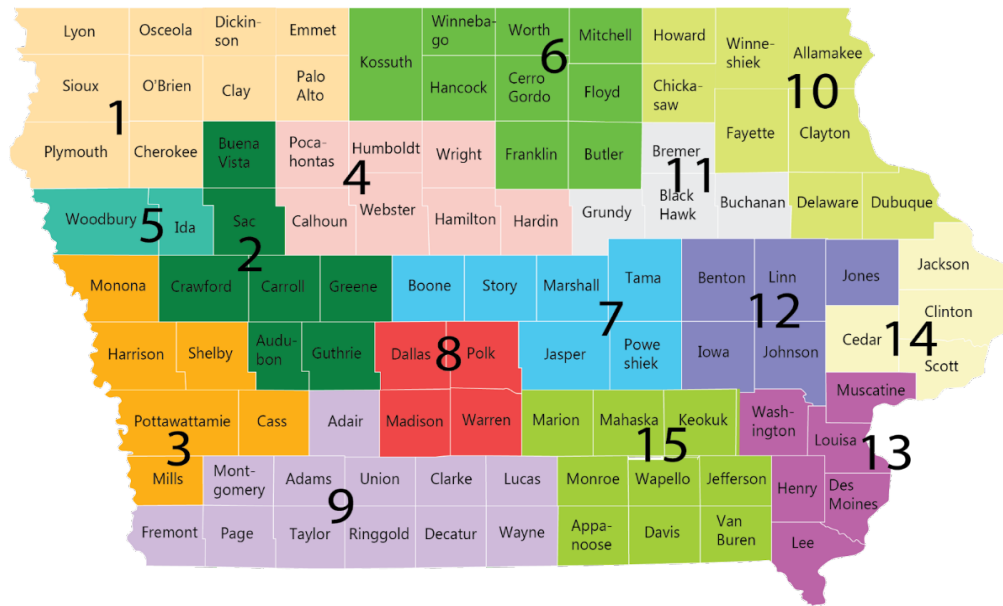 Lyon
Osceola
Dickin-
son
Emmet
Kossuth
Winneba-
go
Worth
Mitchell
Howard
Winne-
shiek
Allamakee
6
Sioux
O'Brien
Clay
Palo
Alto
Hancock
Cerro
Gordo
Floyd
Chicka-
saw
10
1
Plymouth
Cherokee
Buena
Vista
Poca-
hontas
Humboldt
Wright
Franklin
Butler
Bremer
Fayette
Clayton
4
11
Woodbury
5
Ida
Sac
Calhoun
Webster
Hamilton
Hardin
Grundy
Black
Hawk
Buchanan
Delaware
Dubuque
2
Monona
Crawford
Carroll
Greene
Boone
Story
Marshall
Tama
Benton
Linn
Jones
Jackson
7
12
Clinton
Harrison
Shelby
Audu-
bon
Guthrie
Dallas
8
Polk
Jasper
Powe
shiek
Iowa
Johnson
Cedar
14
Scott
Muscatine
Pottawattamie
Cass
Adair
Madison
Warren
Marion
Mahaska
Keokuk
Wash-
ington
Louisa
3
15
13
Mills
Mont-
gomery
Adams
Union
Clarke
Lucas
Monroe
Wapello
Jefferson
Henry
Des
Moines
9
Fremont
Page
Taylor
Ringgold
Decatur
Wayne
Appa-
noose
Davis
Van
Buren
Lee